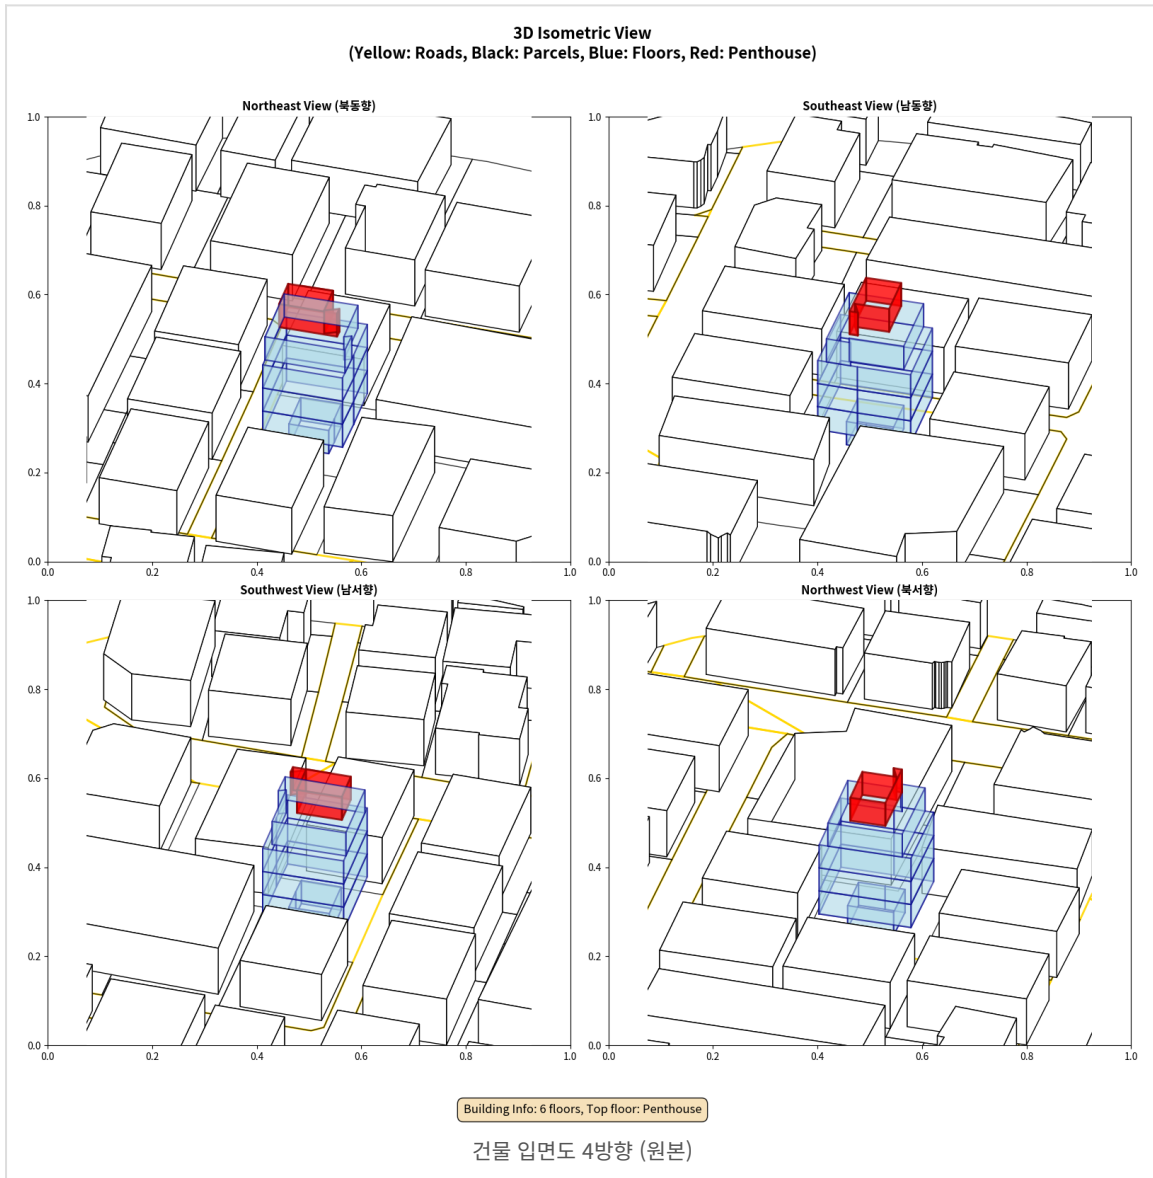 3D Isometric View
(Yellow: Roads, Black: Parcels, Blue: Floors, Red: Penthouse)
Northeast View (북동향)
1.0
0.8
0.6
0.4
0.2
0.0
0.0 0.2 0.4 0.6 0.8 1.0
Southeast View (남동향)
1.0
0.8
0.6
0.4
0.2
0.0
0.0 0.2 0.4 0.6 0.8 1.0
Southwest View (남서향)
1.0
0.8
0.6
0.4
0.2
0.0
0.0 0.2 0.4 0.6 0.8 1.0
Northwest View (북서향)
1.0
0.8
0.6
0.4
0.2
0.0
0.0 0.2 0.4 0.6 0.8 1.0
Building Info: 6 floors, Top floor: Penthouse
건물 입면도 4방향 (원본)